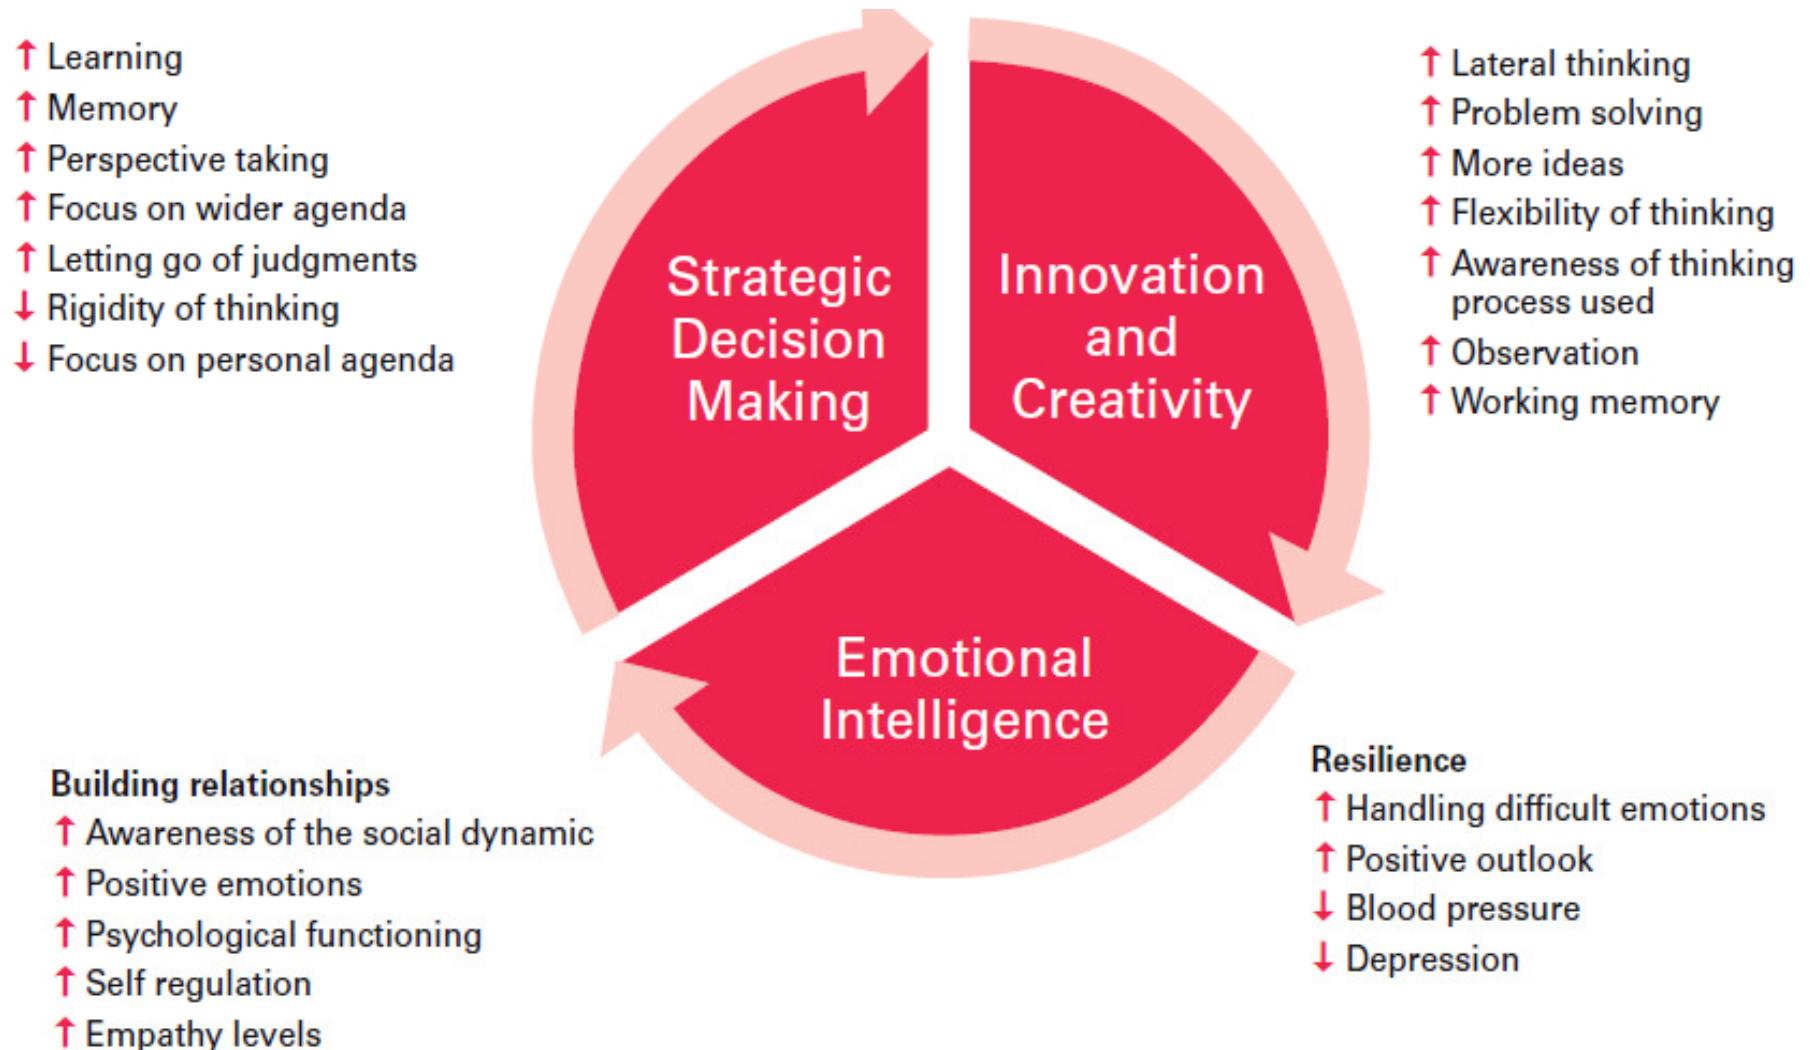 ↑ Learning
↑ Memory
↑ Perspective taking
↑ Focus on wider agenda
↑ Letting go of judgments
↓ Rigidity of thinking
↓ Focus on personal agenda
Strategic
Decision
Making
Innovation
and
Creativity
↑ Lateral thinking
↑ Problem solving
↑ More ideas
↑ Flexibility of thinking
↑ Awareness of thinking
process used
↑ Observation
↑ Working memory
Emotional
Intelligence
Building relationships
↑ Awareness of the social dynamic
↑ Positive emotions
↑ Psychological functioning
↑ Self regulation
↑ Empathy levels
Resilience
↑ Handling difficult emotions
↑ Positive outlook
↓ Blood pressure
↓ Depression